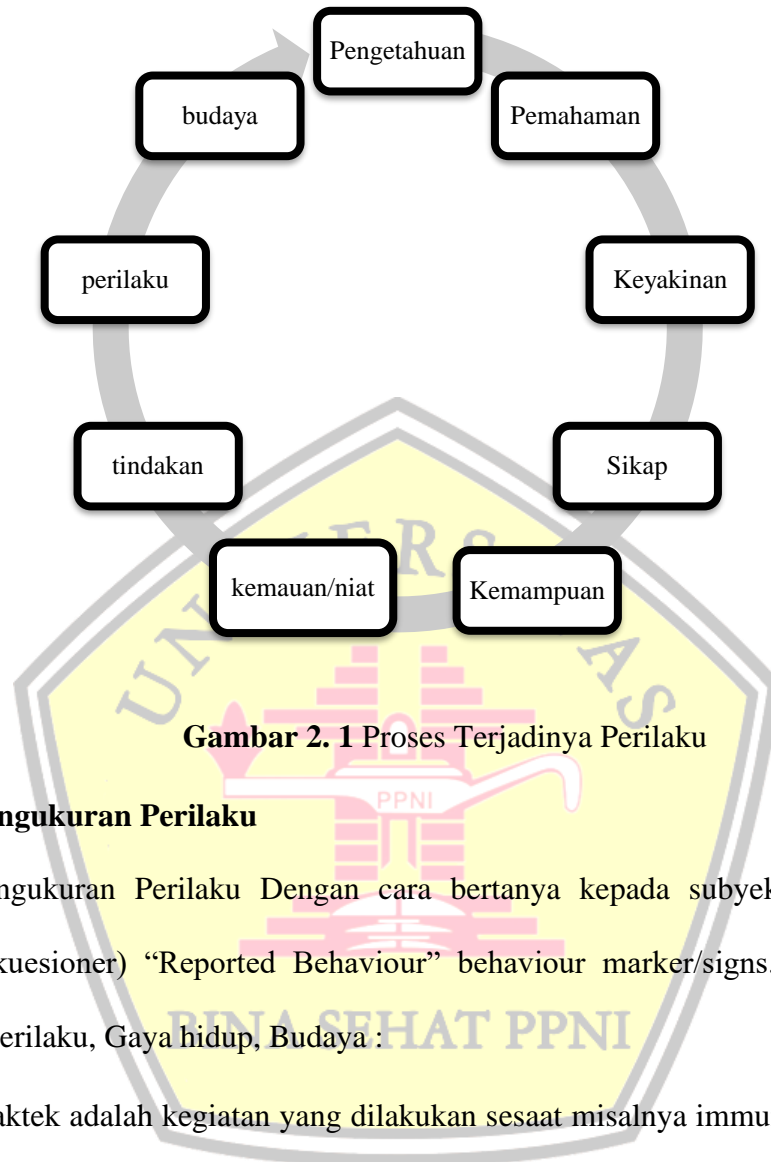 Pengetahuan
Pemahaman
Keyakinan
Sikap
Kemampuan
kemauan/niat
tindakan
perilaku
budaya
UNIVERSITAS
PPNI
BINA SEHAT PPNI
Gambar 2. 1 Proses Terjadinya Perilaku
ngukuran Perilaku
ngukuran Perilaku Dengan cara bertanya kepada subyek
kuesioner) “Reported Behaviour” behaviour marker/signs.
erilaku, Gaya hidup, Budaya :
aktek adalah kegiatan yang dilakukan sesaat misalnya immu